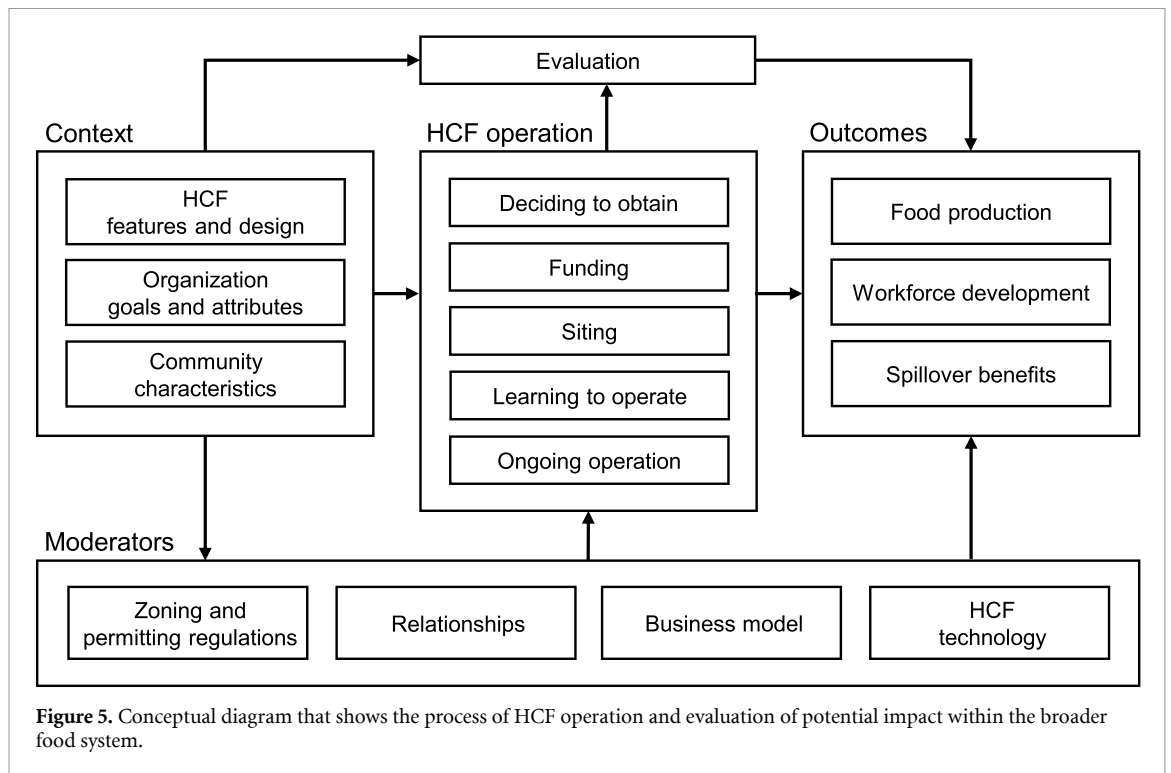 Evaluation
Context
HCF
features and design
Organization
goals and attributes
Community
characteristics
HCF operation
Deciding to obtain
Funding
Siting
Learning to operate
Ongoing operation
Outcomes
Food production
Workforce development
Spillover benefits
Moderators
Zoning and
permitting regulations
Relationships
Business model
HCF
technology
Figure 5. Conceptual diagram that shows the process of HCF operation and evaluation of potential impact within the broader
food system.